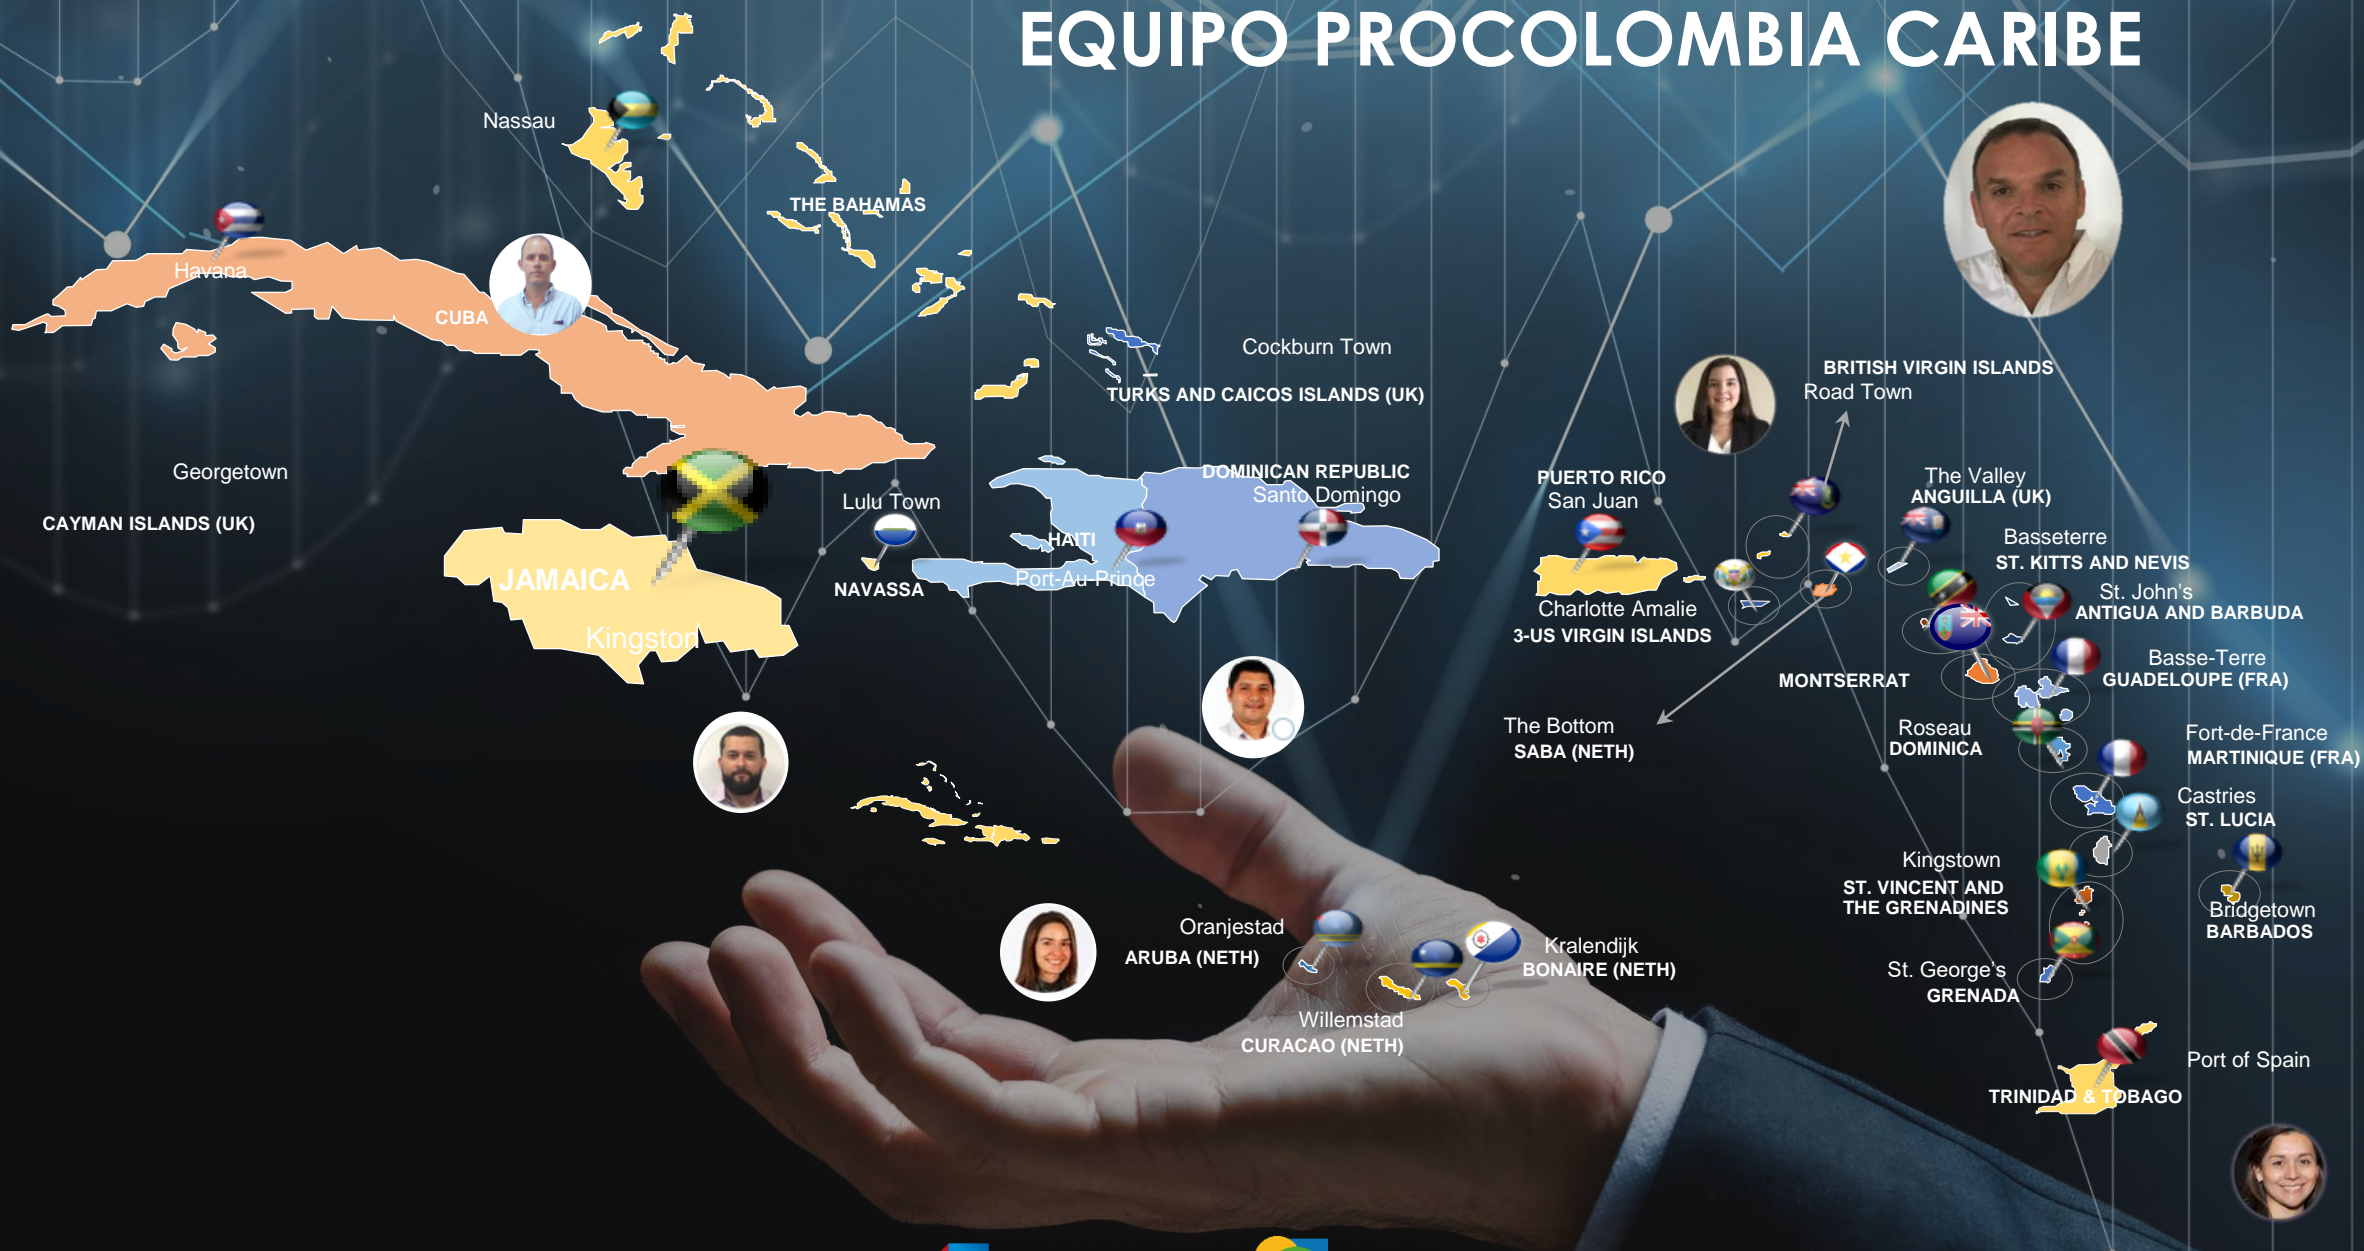 EQUIPO PROCOLOMBIA CARIBE
Nassau
THE BAHAMAS
Havana
CUBA
Cockburn Town
TURKS AND CAICOS ISLANDS (UK)
BRITISH VIRGIN ISLANDS
Road Town
Georgetown
CAYMAN ISLANDS (UK)
JAMAICA
Kingston
Lulu Town
NAVASSA
HAITI
Port-Au-Prince
DOMINICAN REPUBLIC
Santo Domingo
PUERTO RICO
San Juan
Charlotte Amalie
3-US VIRGIN ISLANDS
The Valley
ANGUILLA (UK)
Basseterre
ST. KITTS AND NEVIS
St. John's
ANTIGUA AND BARBUDA
MONTSERRAT
Basse-Terre
GUADELOUPE (FRA)
The Bottom
SABA (NETH)
Roseau
DOMINICA
Fort-de-France
MARTINIQUE (FRA)
Castries
ST. LUCIA
Kingstown
ST. VINCENT AND
THE GRENADINES
Bridgetown
BARBADOS
Oranjestad
ARUBA (NETH)
Kralendijk
BONAIRE (NETH)
Willemstad
CURACAO (NETH)
St. George's
GRENADA
Port of Spain
TRINIDAD & TOBAGO